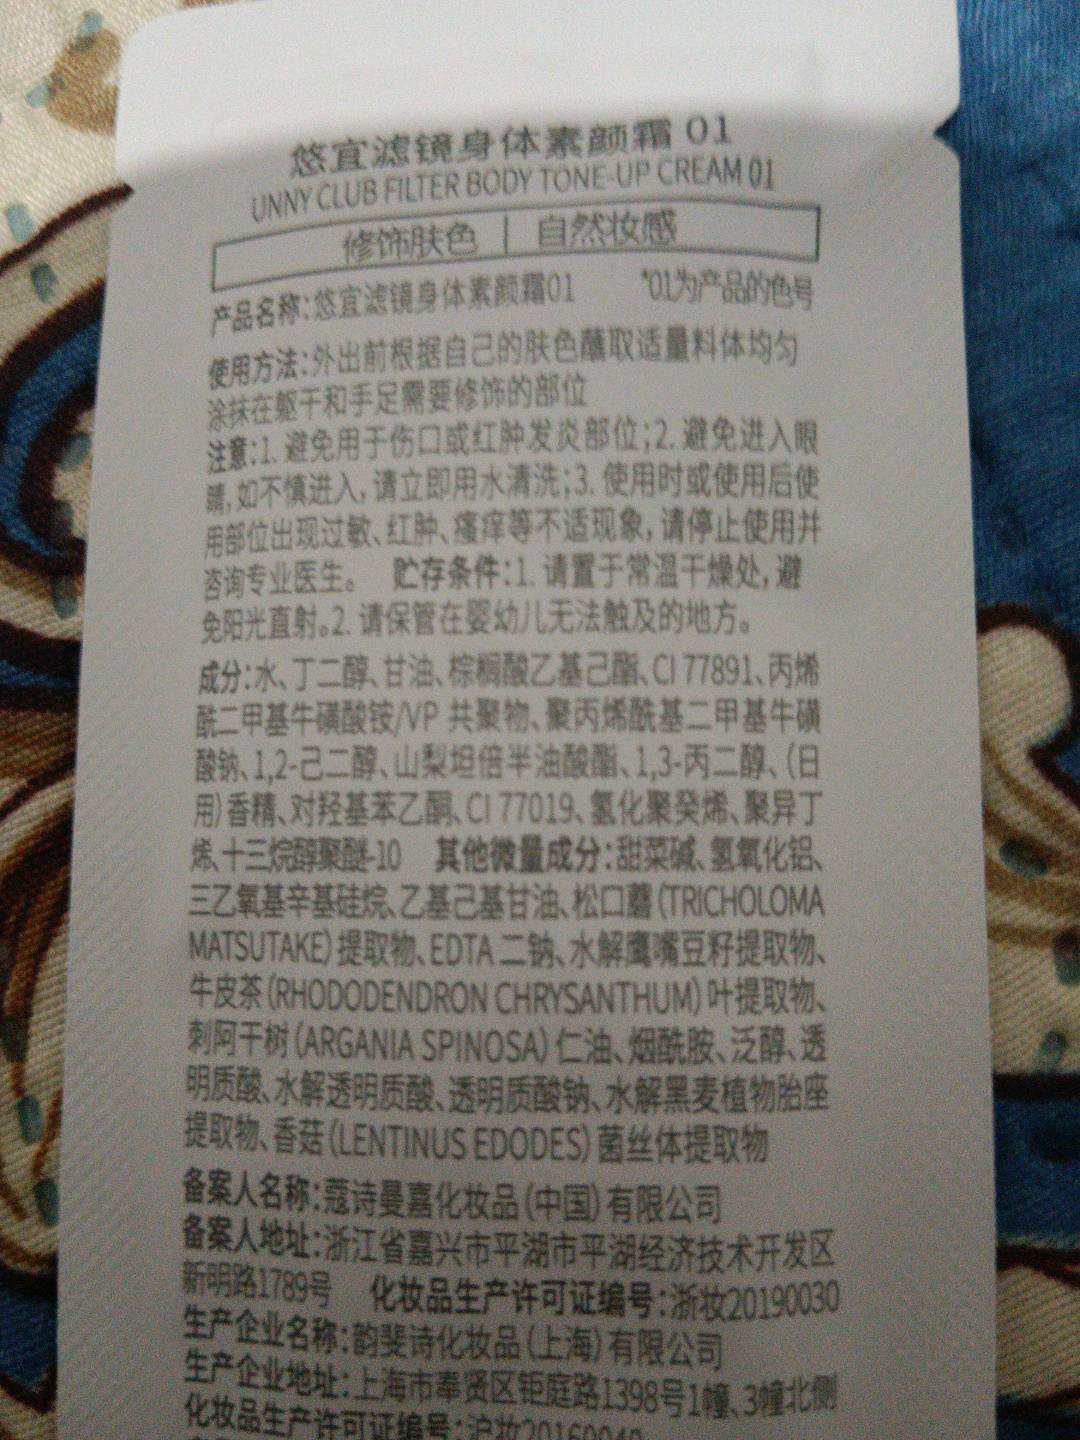 悠宜滤镜身体素颜霜 01
UNNY CLUB FILTER BODY TONE-UP CREAM 01
修饰肤色 | 自然妆感
产品名称:悠宜滤镜身体素颜霜01 *01为产品的色号
使用方法:外出前根据自己的肤色蘸取适量料体均匀
涂抹在躯干和手足需要修饰的部位
注意:1. 避免用于伤口或红肿发炎部位;2. 避免进入眼
睛,如不慎进入,请立即用水清洗;3. 使用时或使用后使
用部位出现过敏、红肿、瘙痒等不适现象,请停止使用并
咨询专业医生。 贮存条件:1. 请置于常温干燥处,避
免阳光直射。2. 请保管在婴幼儿无法触及的地方。
成分:水、丁二醇、甘油、棕榈酸乙基己酯、CI 77891、丙烯
酰二甲基牛磺酸铵/VP 共聚物、聚丙烯酰基二甲基牛磺
酸钠、1,2-己二醇、山梨坦倍半油酸酯、1,3-丙二醇、(日
用)香精、对羟基苯乙酮、CI 77019、氢化聚癸烯、聚异丁
烯、十三烷醇聚醚-10 其他微量成分:甜菜碱、氢氧化铝、
三乙氧基辛基硅烷、乙基己基甘油、松口蘑(TRICHOLOMA
MATSUTAKE)提取物、EDTA 二钠、水解鹰嘴豆籽提取物、
牛皮茶(RHODODENDRON CHRYSANTHUM)叶提取物、
刺阿干树(ARGANIA SPINOSA)仁油、烟酰胺、泛醇、透
明质酸、水解透明质酸、透明质酸钠、水解黑麦植物胎座
提取物、香菇(LENTINUS EDODES)菌丝体提取物
备案人名称:蔻诗曼嘉化妆品(中国)有限公司
备案人地址:浙江省嘉兴市平湖市平湖经济技术开发区
新明路1789号 化妆品生产许可证编号:浙妆20190030
生产企业名称:韵斐诗化妆品(上海)有限公司
生产企业地址:上海市奉贤区钜庭路1398号1幢、3幢北侧
化妆品生产许可证编号:沪妆20160040